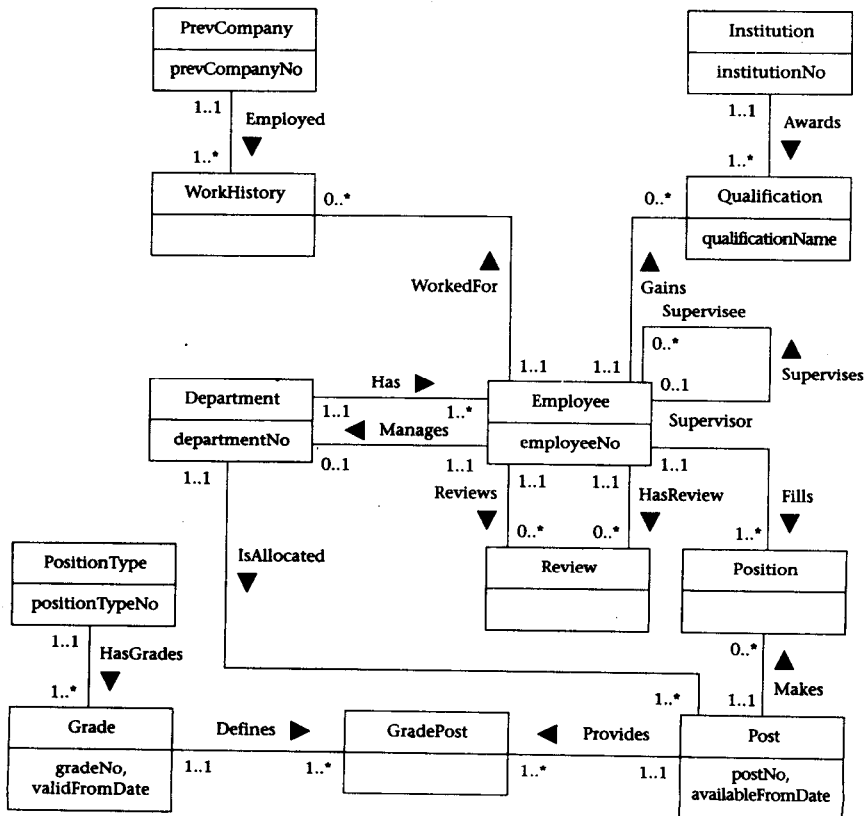 PrevCompany
prevCompanyNo
1..1
Employed
1..*
WorkHistory
0..*
WorkedFor
Institution
institutionNo
1..1
Awards
1..*
Qualification
qualificationName
0..*
Gains
Supervisee
0..*
Supervises
0..1
Supervisor
1..1
1..1
Department
departmentNo
Has
1..1
1..*
Manages
0..1
1..1
Employee
employeeNo
1..1
1..1
1..1
1..1
Reviews
HasReview
Fills
0..*
0..*
1..*
IsAllocated
Review
Position
PositionType
positionTypeNo
1..1
HasGrades
1..*
0..*
Makes
1..*
1..1
Grade
gradeNo,
validFromDate
Defines
1..1
1..*
GradePost
Provides
1..*
1..1
Post
postNo,
availableFromDate